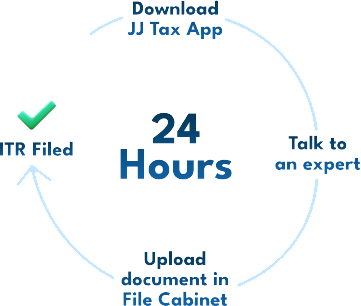 Download
JJ Tax App
24
Hours
Talk to
an expert
Upload
document in
File Cabinet
ITR Filed